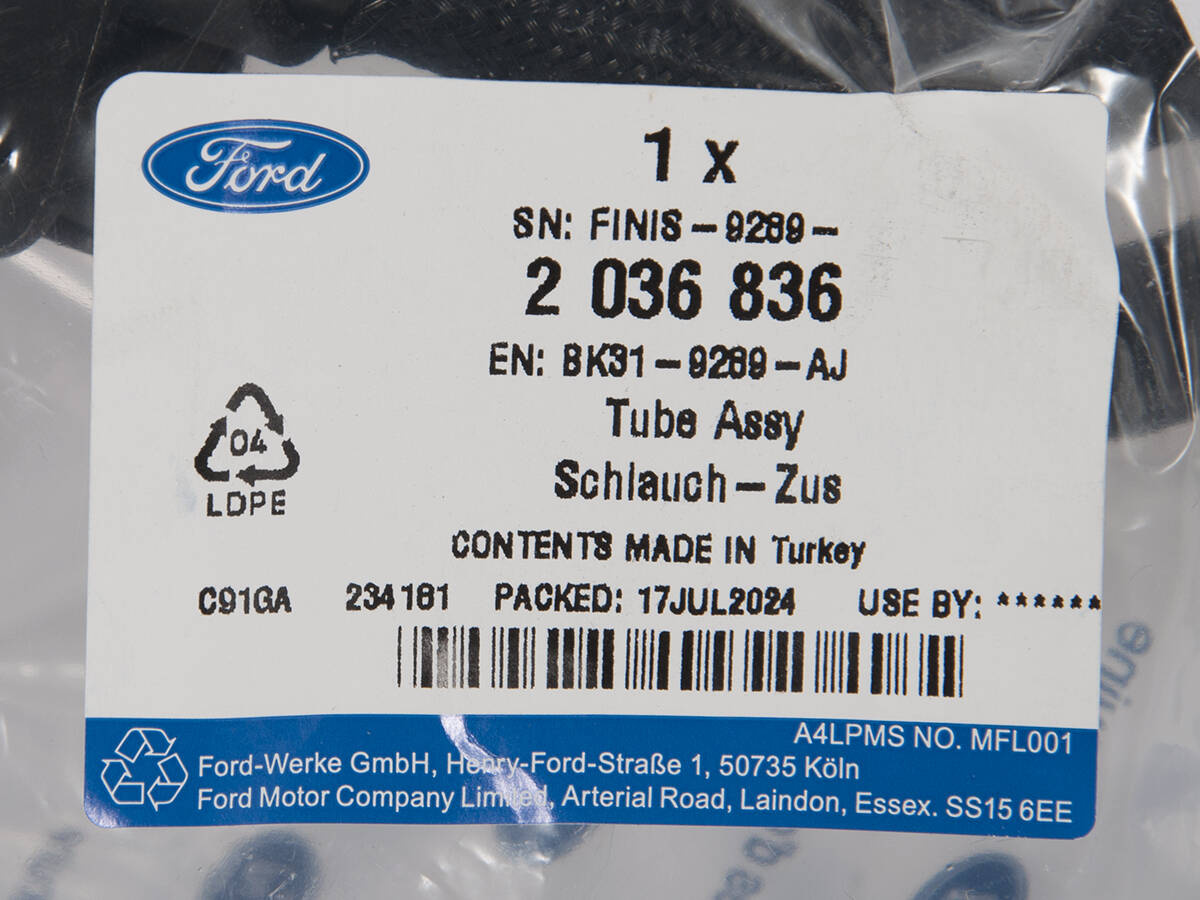 Ford
1 x
SN: FINIS-9289-
2 036 836
EN: BK31-9289-AJ
Tube Assy
Schlauch-Zus
04
LDPE
CONTENTS MADE IN Turkey
C91GA 234181 PACKED: 17JUL2024 USE BY: ******
A4LPMS NO. MFL001
Ford-Werke GmbH, Henry-Ford-Straße 1, 50735 Köln
Ford Motor Company Limited, Arterial Road, Laindon, Essex. SS15 6EE